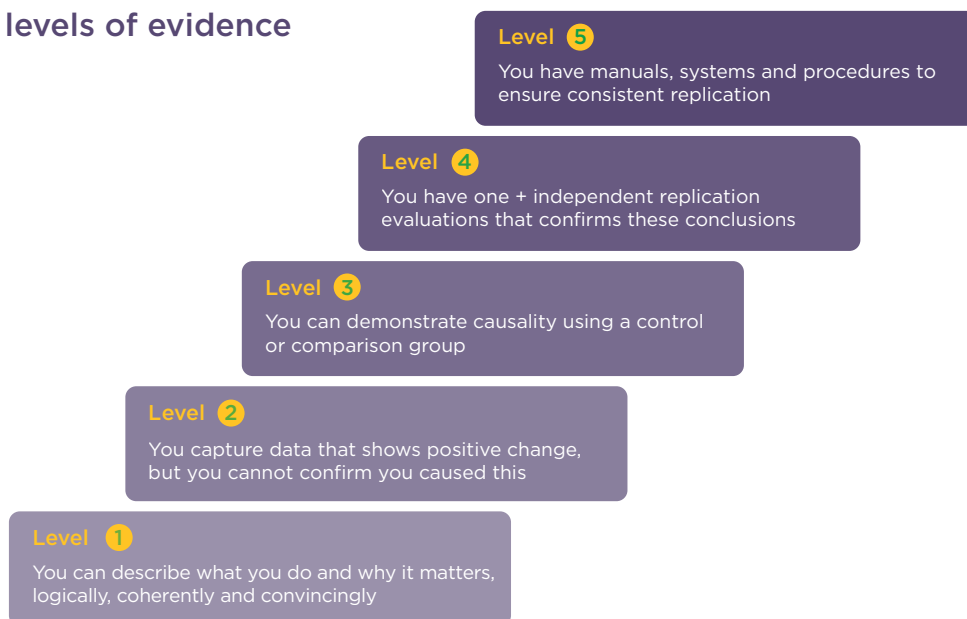 levels of evidence
Level 5
You have manuals, systems and procedures to
ensure consistent replication
Level 4
You have one + independent replication
evaluations that confirms these conclusions
Level 3
You can demonstrate causality using a control
or comparison group
Level 2
You capture data that shows positive change,
but you cannot confirm you caused this
Level 1
You can describe what you do and why it matters,
logically, coherently and convincingly